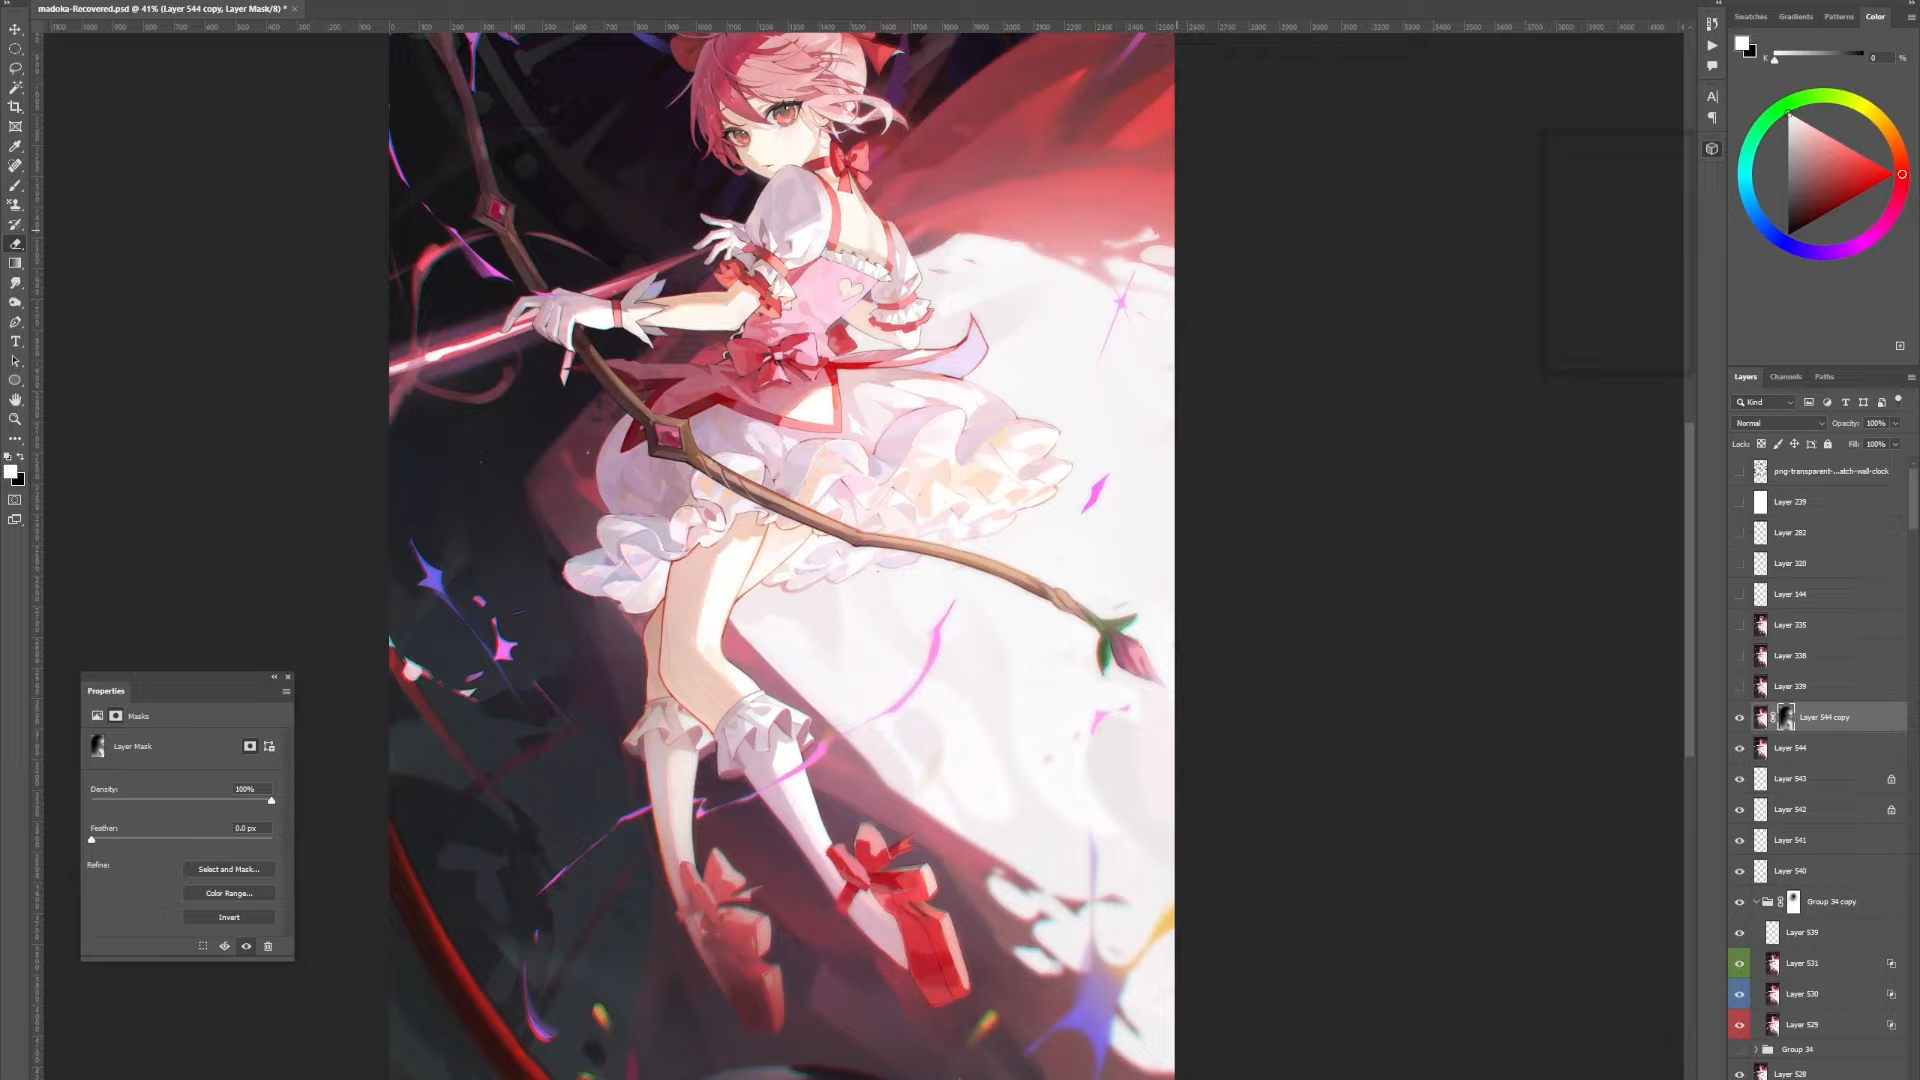 madoka-Recovered.psd @ 41% (Layer 544 copy, Layer Mask/8) *
Swatches Gradients Patterns Color
K 0 %
Properties
Masks
Layer Mask
Density: 100%
Feather: 0.0 px
Refine: Select and Mask...
Color Range...
Invert
Layers Channels Paths
Kind
Normal Opacity: 100%
Lock: Fill: 100%
png-transparent-...atch-wall-clock
Layer 239
Layer 282
Layer 320
Layer 144
Layer 335
Layer 338
Layer 339
Layer 544 copy
Layer 544
Layer 543
Layer 542
Layer 541
Layer 540
Group 34 copy
Layer 539
Layer 531
Layer 530
Layer 529
Group 34
Layer 528